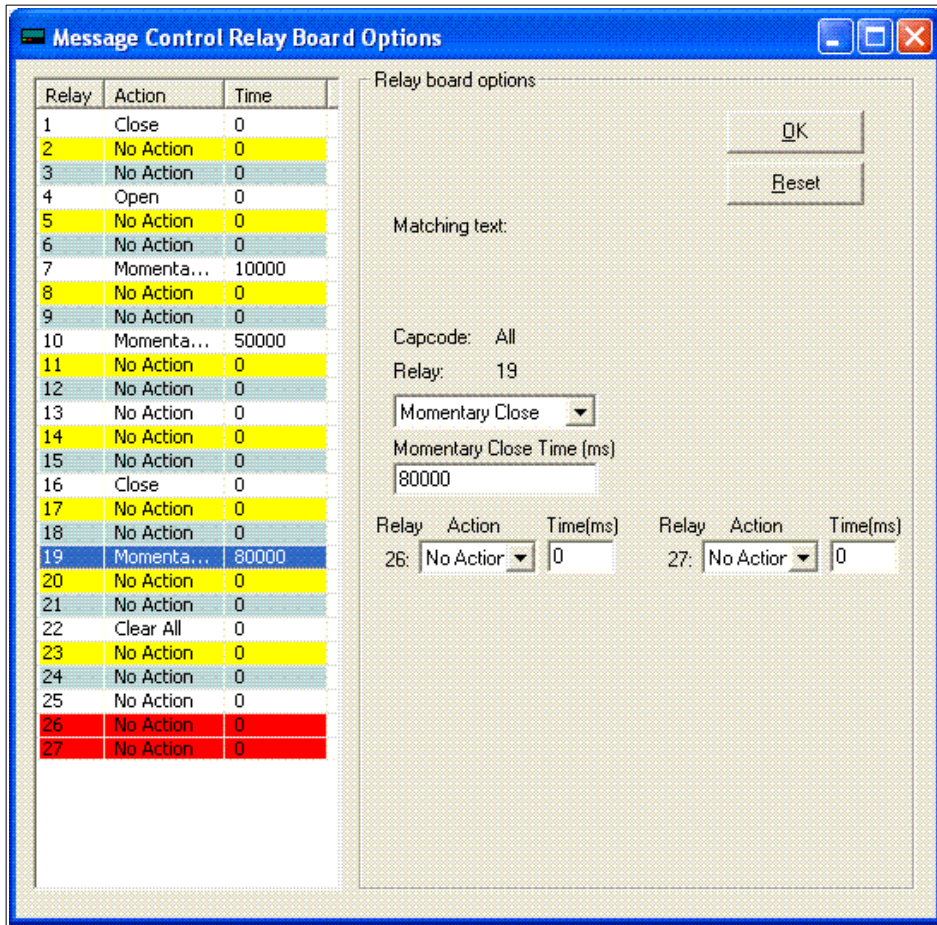 Message Control Relay Board Options
Relay Action Time
1 Close 0
2 No Action 0
3 No Action 0
4 Open 0
5 No Action 0
6 No Action 0
7 Momenta... 10000
8 No Action 0
9 No Action 0
10 Momenta... 50000
11 No Action 0
12 No Action 0
13 No Action 0
14 No Action 0
15 No Action 0
16 Close 0
17 No Action 0
18 No Action 0
19 Momenta... 80000
20 No Action 0
21 No Action 0
22 Clear All 0
23 No Action 0
24 No Action 0
25 No Action 0
26 No Action 0
27 No Action 0
Relay board options
OK
Reset
Matching text:
Capcode: All
Relay: 19
Momentary Close
Momentary Close Time (ms)
80000
Relay Action Time(ms) Relay Action Time(ms)
26: No Action 0 27: No Action 0